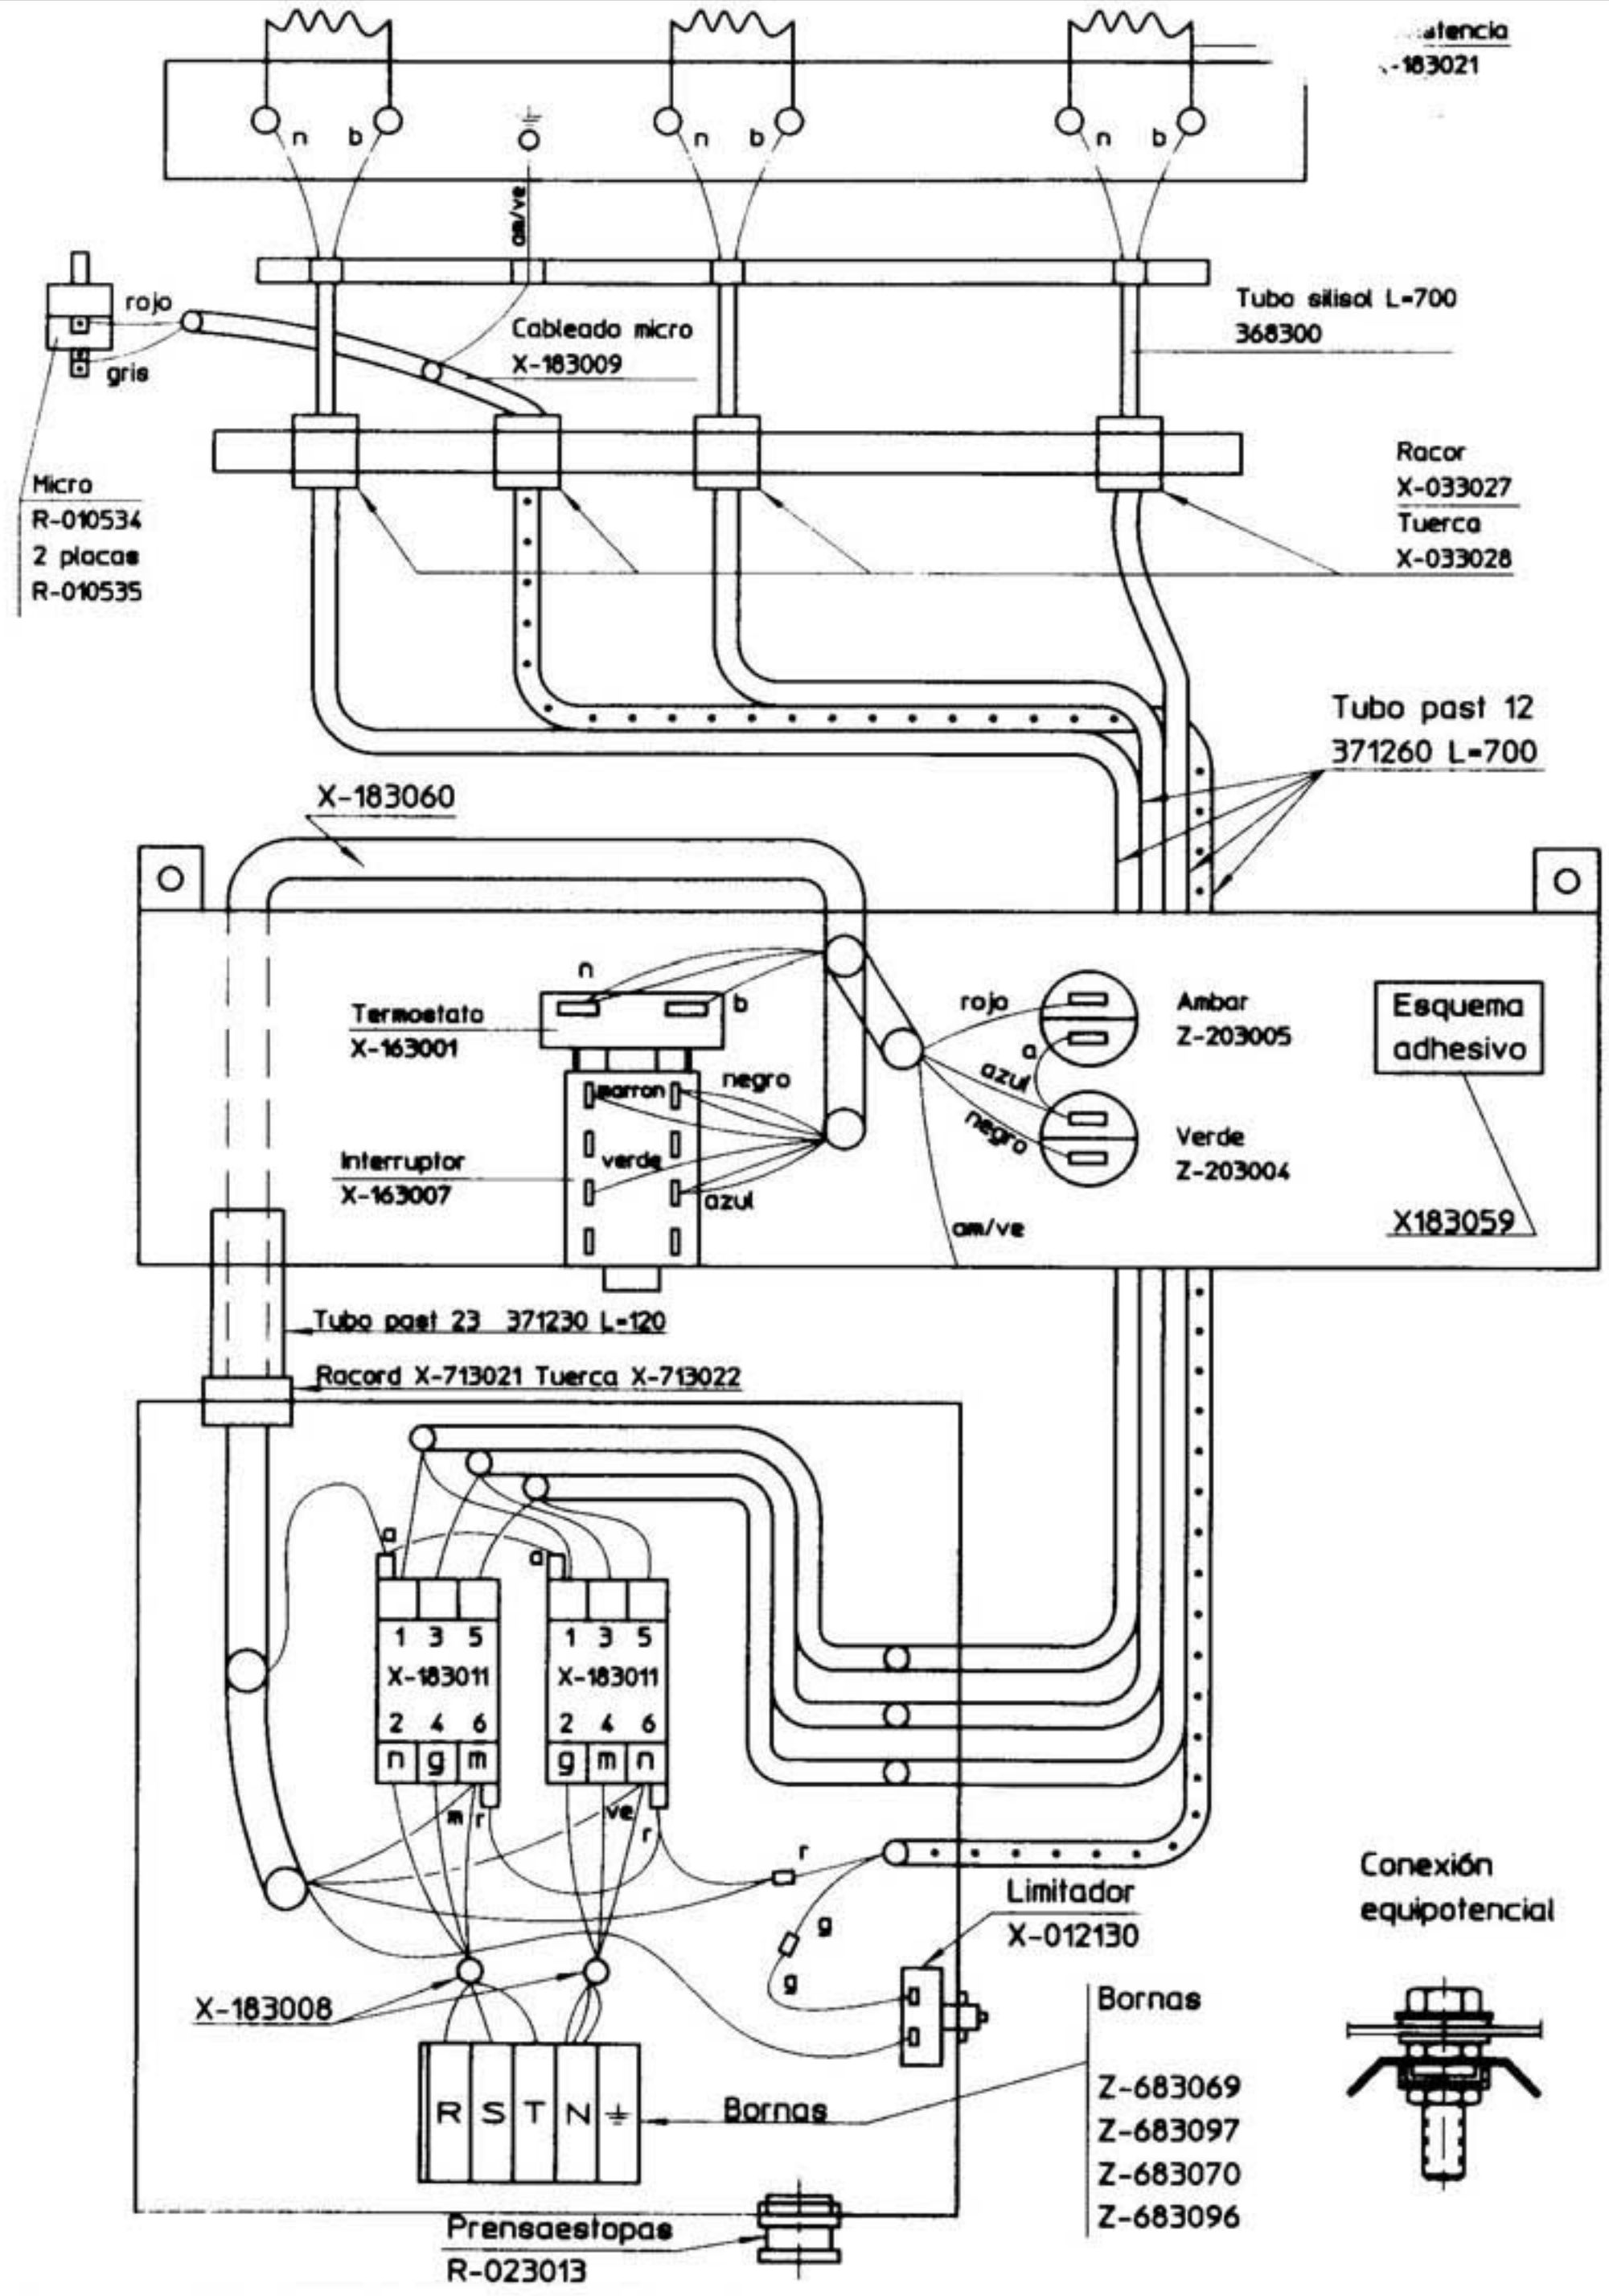 -183021
n
b
n
b
n
b
am/ve
rojo
gris
Cableado micro
X-183009
Tubo silisol L=700
368300
Micro
R-010534
2 placas
R-010535
Racor
X-033027
Tuerca
X-033028
Tubo past 12
371260 L=700
X-183060
n
b
Termostato
X-163001
negro
marron
Interruptor
X-163007
verde
azul
rojo
a
azul
negro
am/ve
Ambar
Z-203005
Verde
Z-203004
Esquema
adhesivo
X183059
Tubo past 23 371230 L=120
Racord X-713021 Tuerca X-713022
a
a
1 3 5
X-183011
2 4 6
n g m
1 3 5
X-183011
2 4 6
g m n
m r
ve
r
r
g
g
Limitador
X-012130
Conexión
equipotencial
X-183008
R S T N
Bornas
Bornas
Z-683069
Z-683097
Z-683070
Z-683096
Prensaestopas
R-023013